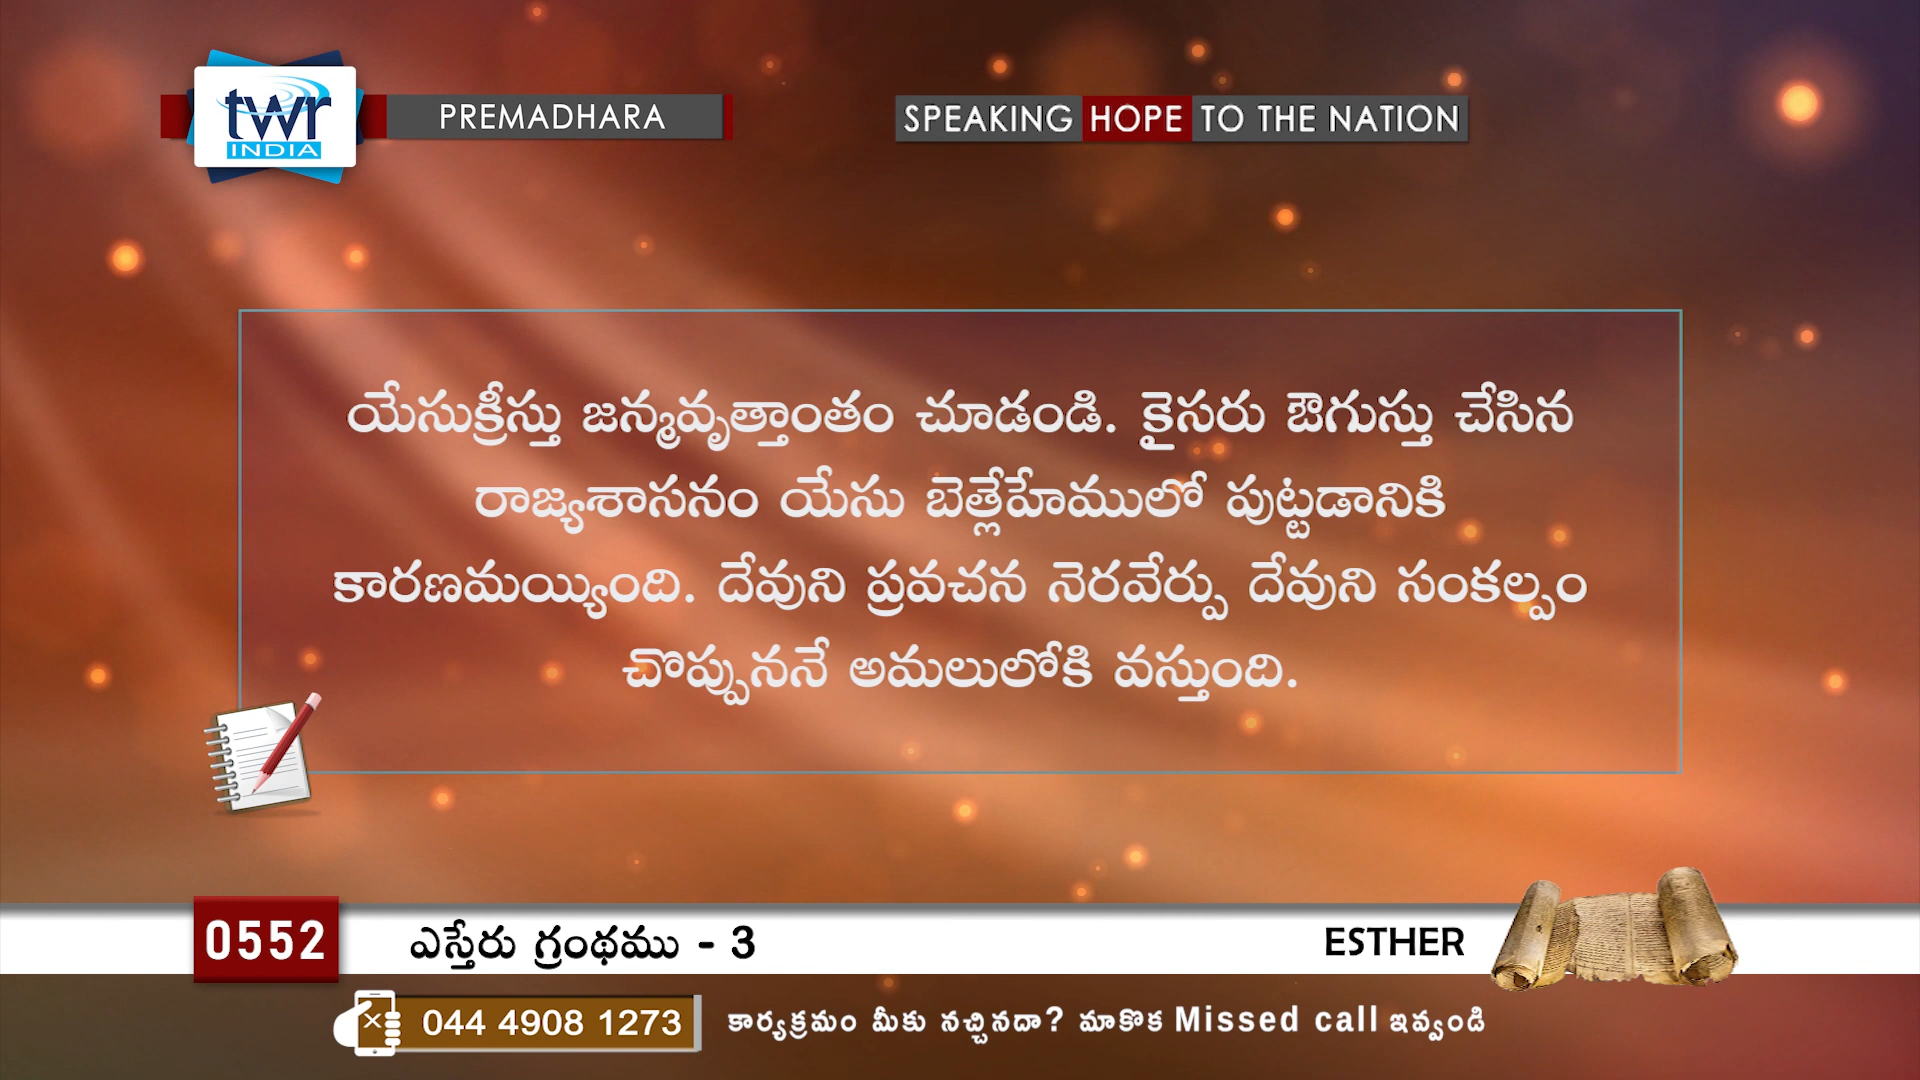 twr
INDIA
PREMADHARA
SPEAKING HOPE TO THE NATION
యేసుక్రీస్తు జన్మవృత్తాంతం చూడండి. కైసరు ఔగుస్తు చేసిన
రాజ్యశాసనం యేసు బెత్లేహేములో పుట్టడానికి
కారణమయ్యింది. దేవుని ప్రవచన నెరవేర్పు దేవుని సంకల్పం
చొప్పుననే అమలులోకి వస్తుంది.
0552
ఎస్తేరు గ్రంథము - 3
ESTHER
044 4908 1273
కార్యక్రమం మీకు నచ్చినదా? మాకొక Missed call ఇవ్వండి